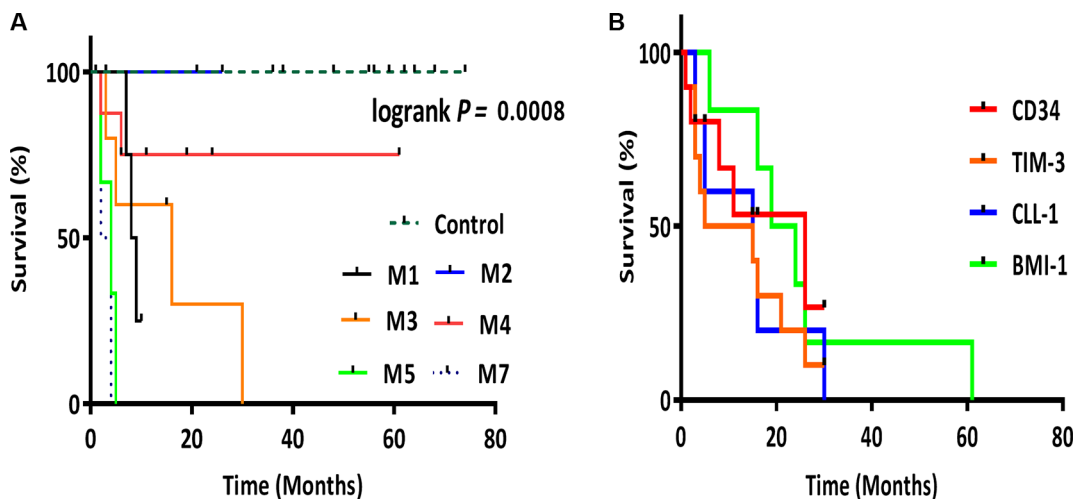 A
Survival (%)
100
50
0
0 20 40 60 80
Time (Months)
logrank P = 0.0008
Control
M1 M2
M3 M4
M5 M7
B
Survival (%)
100
50
0
0 20 40 60 80
Time (Months)
CD34
TIM-3
CLL-1
BMI-1